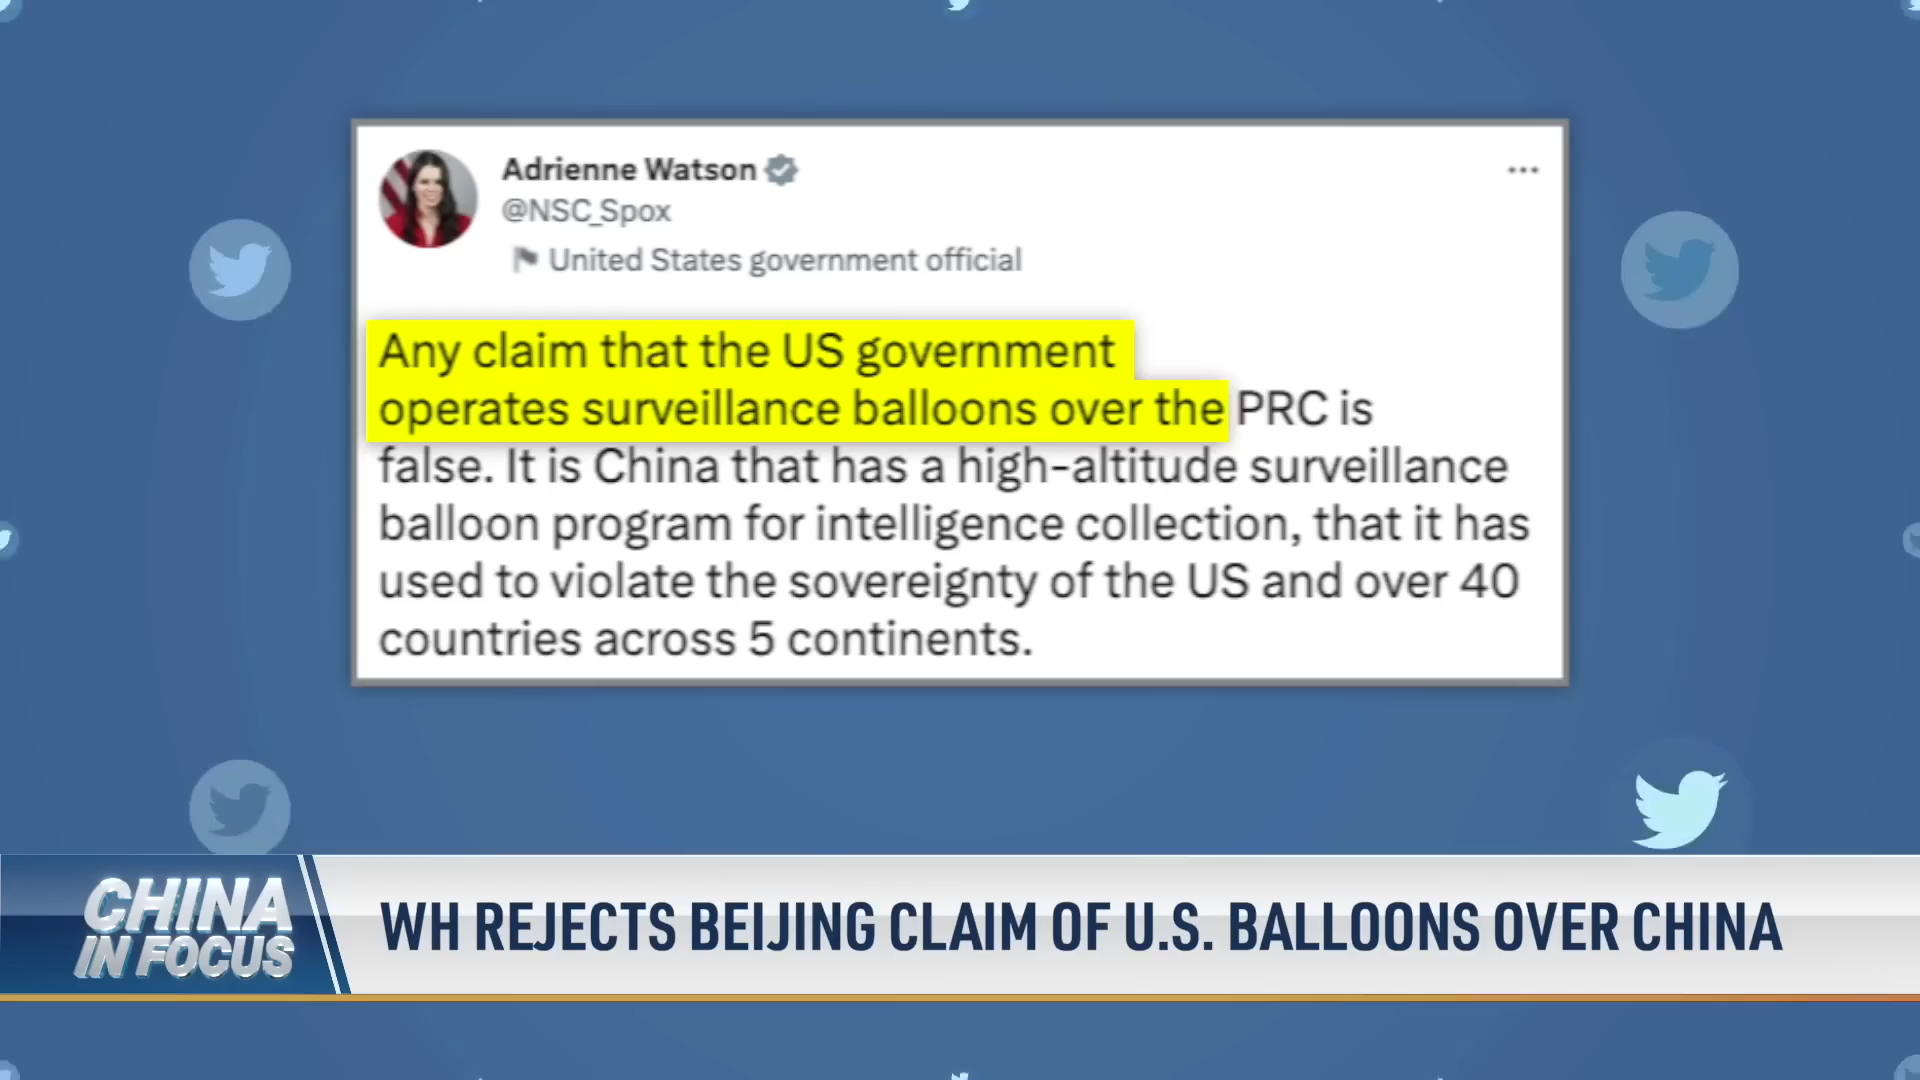 Adrienne Watson
@NSC_Spox
United States government official
Any claim that the US government
operates surveillance balloons over the PRC is
false. It is China that has a high-altitude surveillance
balloon program for intelligence collection, that it has
used to violate the sovereignty of the US and over 40
countries across 5 continents.
CHINA
IN FOCUS
WH REJECTS BEIJING CLAIM OF U.S. BALLOONS OVER CHINA